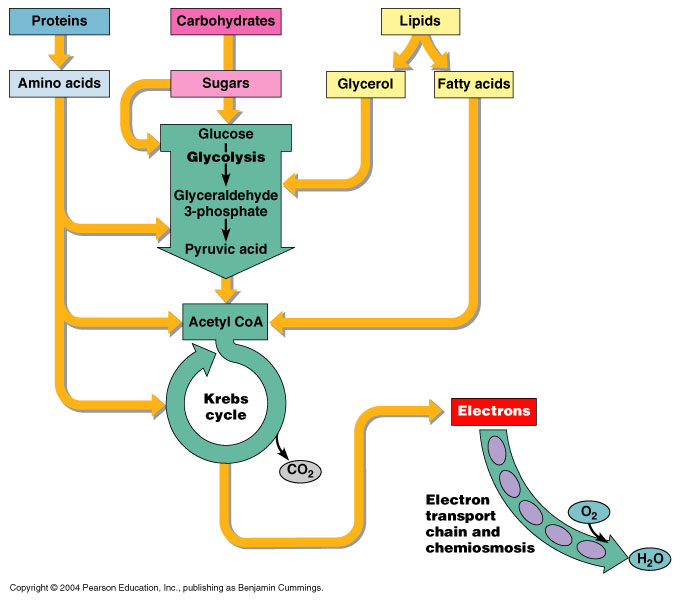 Proteins
Carbohydrates
Lipids
Amino acids
Sugars
Glycerol
Fatty acids
Glucose
Glycolysis
Glyceraldehyde
3-phosphate
Pyruvic acid
Acetyl CoA
Krebs
cycle
CO2
Electrons
Electron
transport
chain and
chemiosmosis
O2
H2O
Copyright © 2004 Pearson Education, Inc., publishing as Benjamin Cummings.